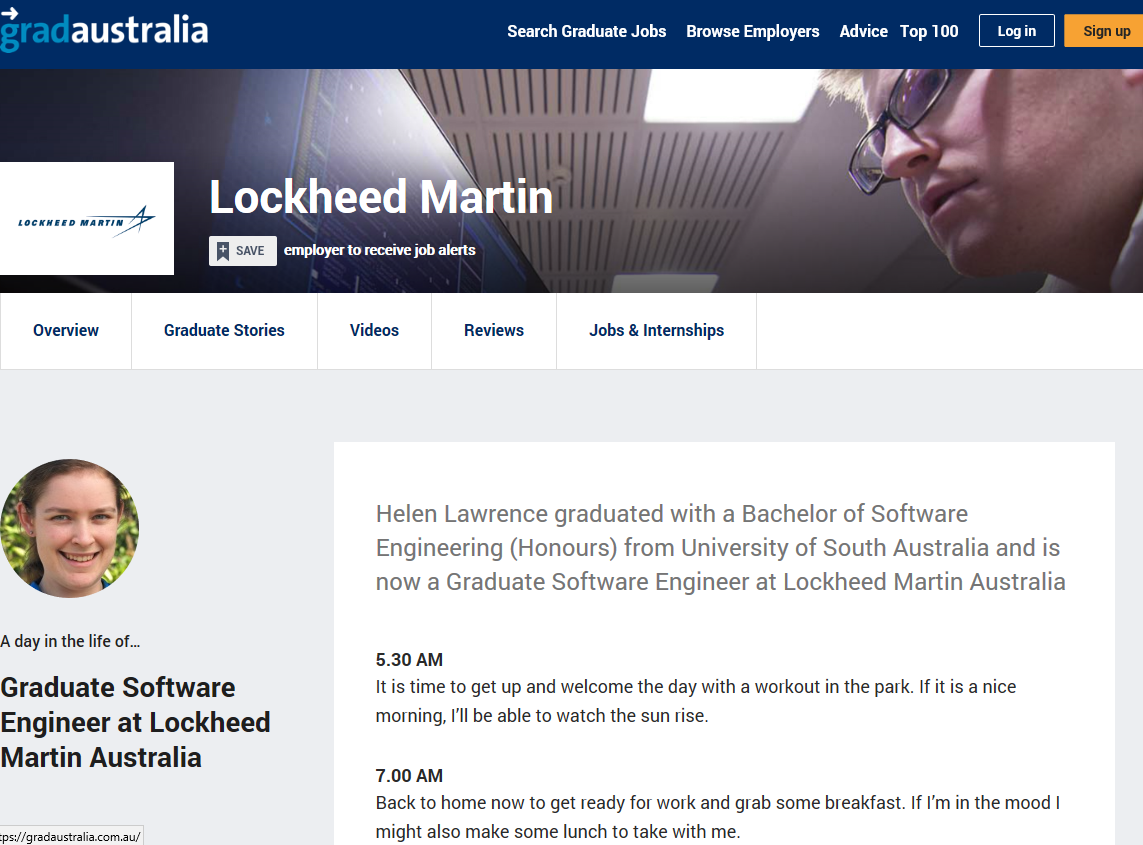 gradaustralia
Search Graduate Jobs Browse Employers Advice Top 100 Log in Sign up
LOCKHEED MARTIN
Lockheed Martin
SAVE employer to receive job alerts
Overview Graduate Stories Videos Reviews Jobs & Internships
A day in the life of...
Graduate Software
Engineer at Lockheed
Martin Australia
Helen Lawrence graduated with a Bachelor of Software
Engineering (Honours) from University of South Australia and is
now a Graduate Software Engineer at Lockheed Martin Australia
5.30 AM
It is time to get up and welcome the day with a workout in the park. If it is a nice
morning, I’ll be able to watch the sun rise.
7.00 AM
Back to home now to get ready for work and grab some breakfast. If I’m in the mood I
might also make some lunch to take with me.
tps://gradaustralia.com.au/